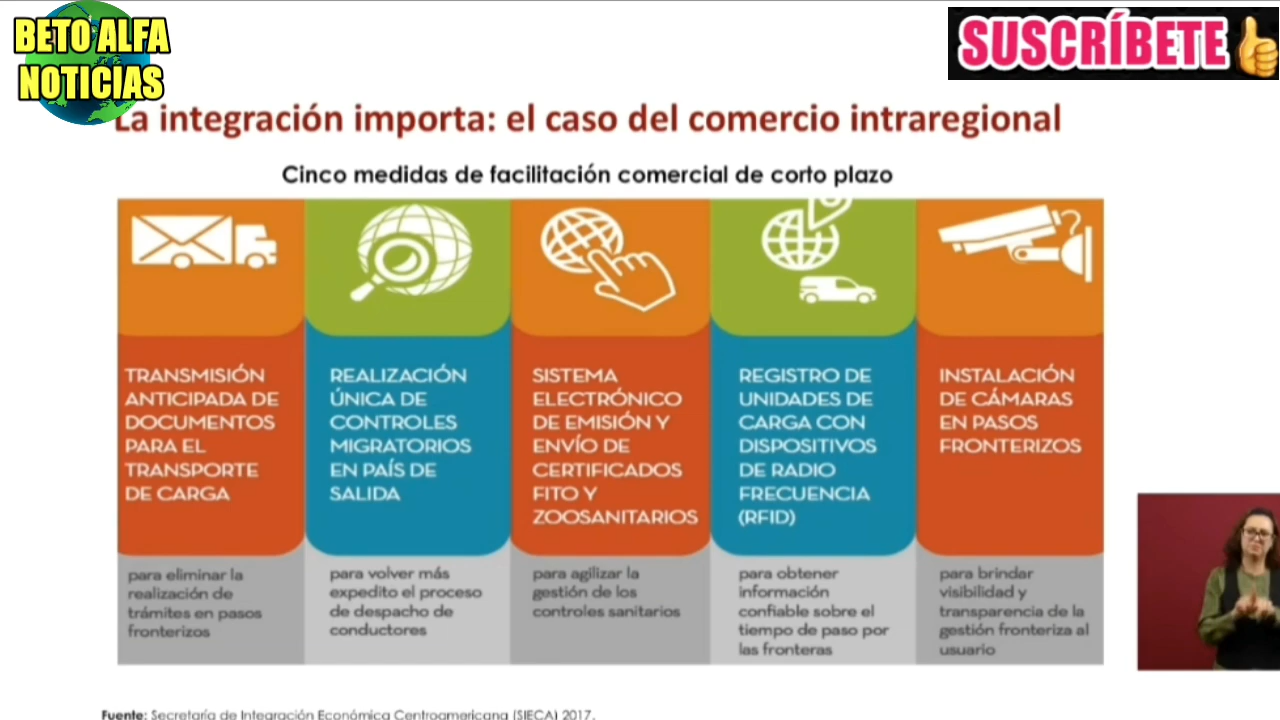 BETO ALFA
NOTICIAS
SUSCRÍBETE
La integración importa: el caso del comercio intraregional
Cinco medidas de facilitación comercial de corto plazo
TRANSMISIÓN
ANTICIPADA DE
DOCUMENTOS
PARA EL
TRANSPORTE
DE CARGA
para eliminar la
realización de
trámites en pasos
fronterizos
REALIZACIÓN
ÚNICA DE
CONTROLES
MIGRATORIOS
EN PAÍS DE
SALIDA
para volver más
expedito el proceso
de despacho de
conductores
SISTEMA
ELECTRÓNICO
DE EMISIÓN Y
ENVÍO DE
CERTIFICADOS
FITO Y
ZOOSANITARIOS
para agilizar la
gestión de los
controles sanitarios
REGISTRO DE
UNIDADES DE
CARGA CON
DISPOSITIVOS
DE RADIO
FRECUENCIA
(RFID)
para obtener
información
confiable sobre el
tiempo de paso por
las fronteras
INSTALACIÓN
DE CÁMARAS
EN PASOS
FRONTERIZOS
para brindar
visibilidad y
transparencia de la
gestión fronteriza al
usuario
Fuente: Secretaría de Integración Económica Centroamericana (SIECA) 2017.